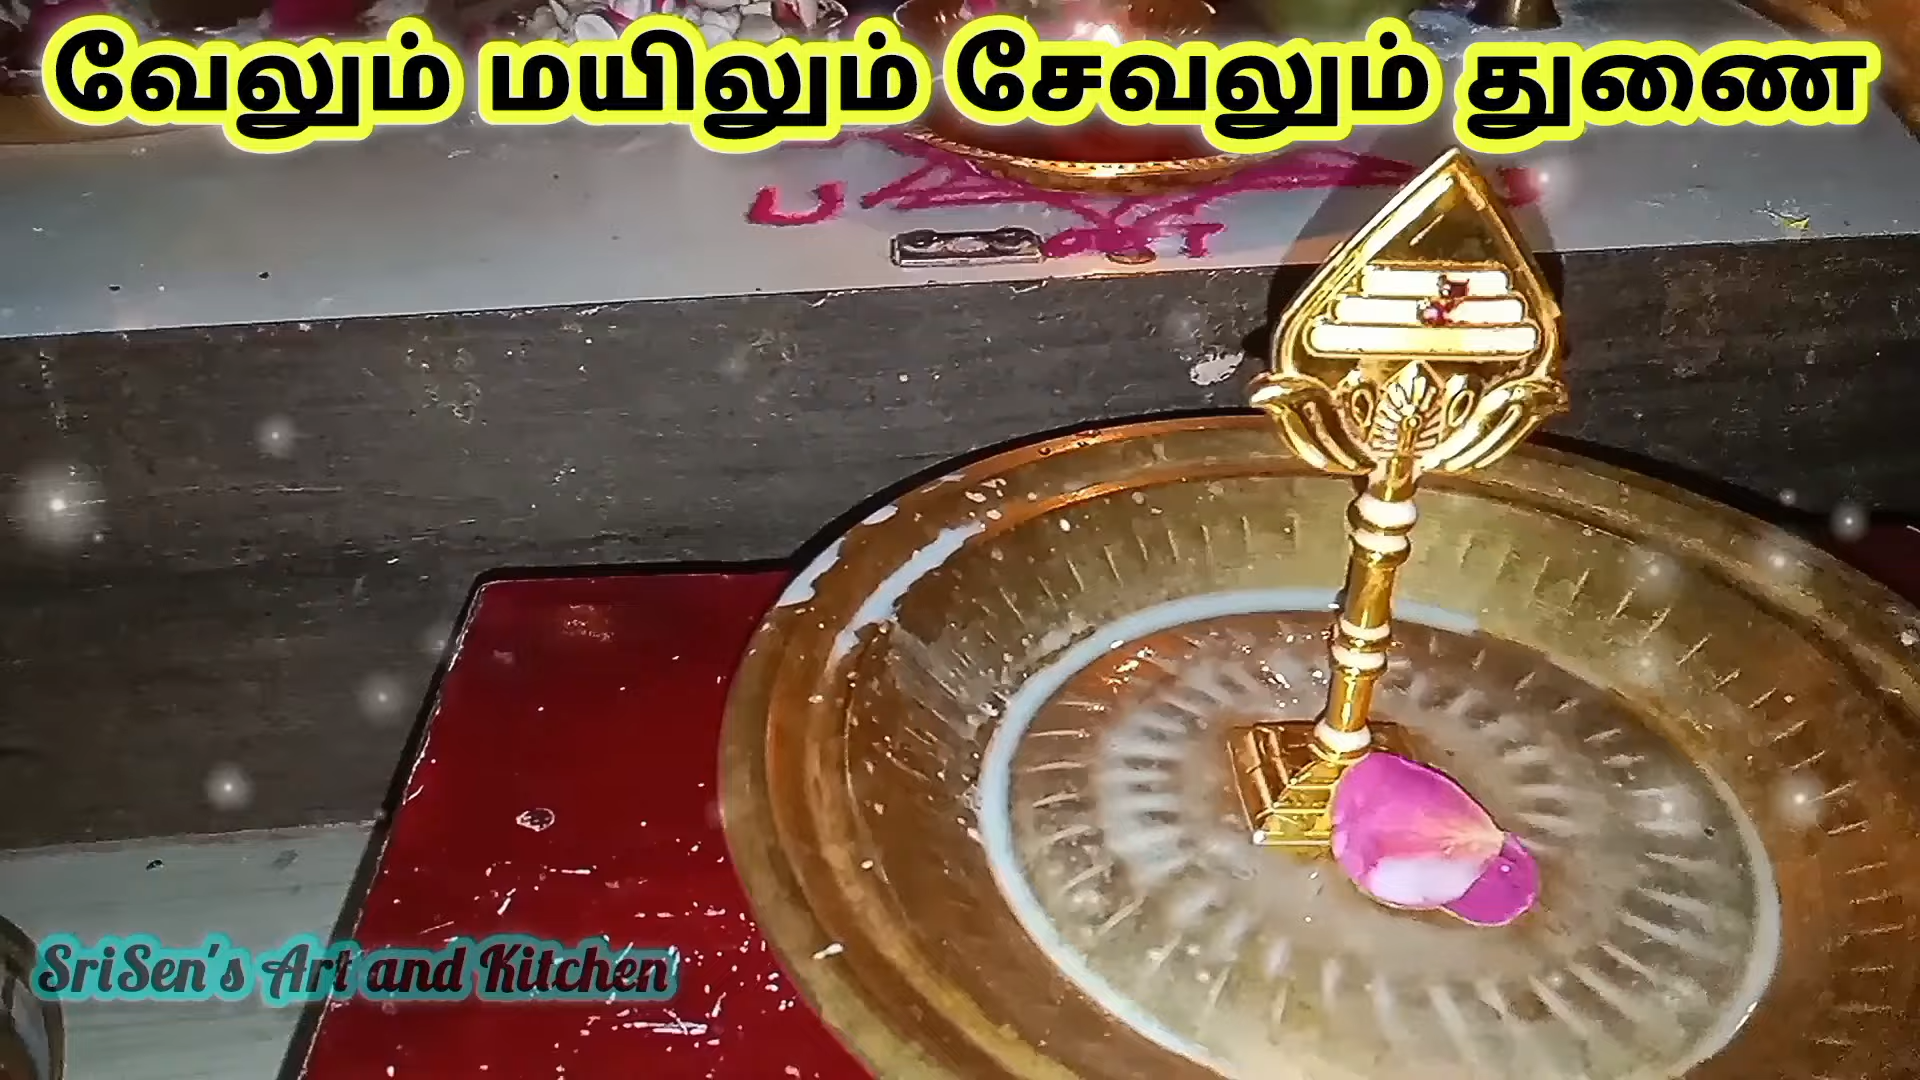 வேலும் மயிலும் சேவலும் துணை
SriSen's Art and Kitchen